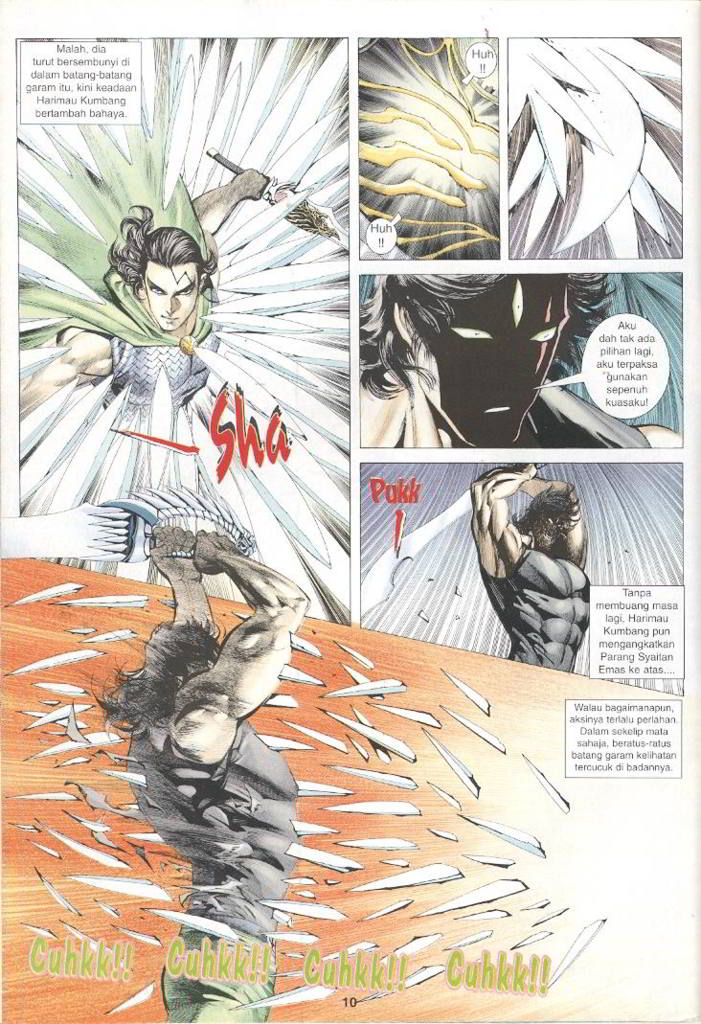 Malah, dia
turut bersembunyi di
dalam batang-batang
garam itu, kini keadaan
Harimau Kumbang
bertambah bahaya.
Sha
Huh
!!
Huh
!!
Aku
dah tak ada
pilihan lagi,
aku terpaksa
gunakan
sepenuh
kuasaku!
Pukk
!
Tanpa
membuang masa
lagi, Harimau
Kumbang pun
mengangkatkan
Parang Syaitan
Emas ke atas....
Walau bagaimanapun,
aksinya terlalu perlahan.
Dalam sekelip mata
sahaja, beratus-ratus
batang garam kelihatan
tercucuk di badannya.
Cuhkk!! Cuhkk!! Cuhkk!! Cuhkk!!
10